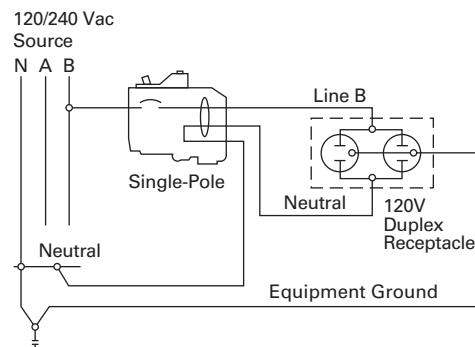 120/240 Vac
Source
N A B
Line B
Single-Pole
Neutral
120V
Duplex
Receptacle
Neutral
Equipment Ground